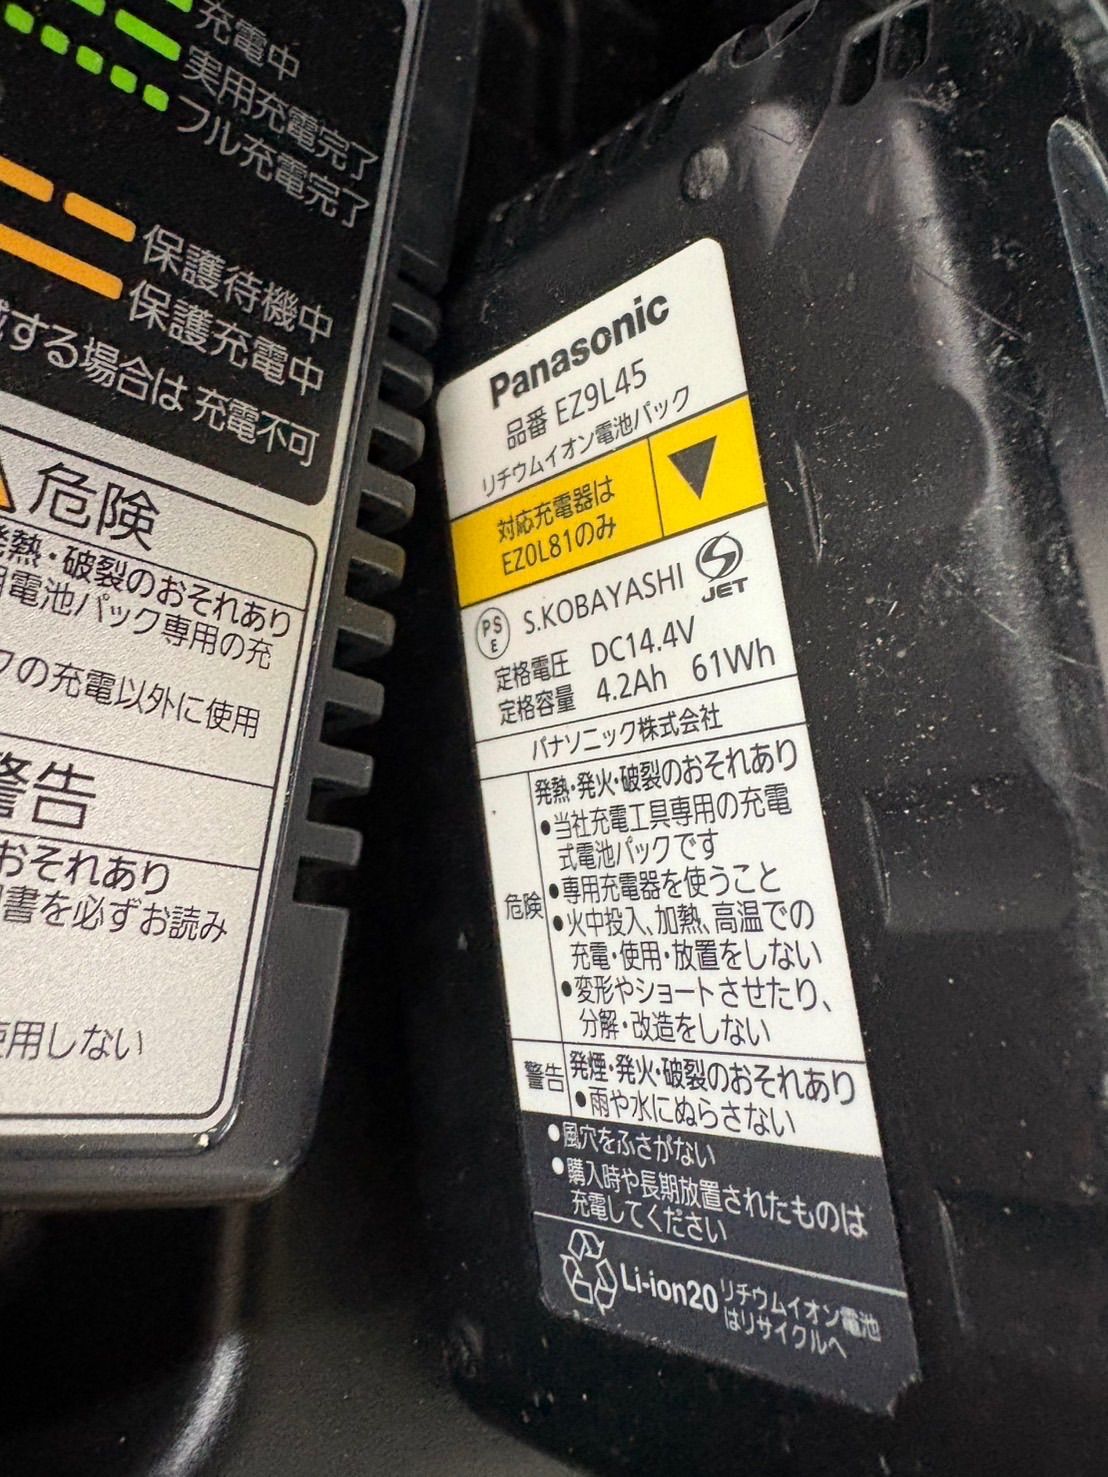 充電中
実用充電完了
フル充電完了
保護待機中
保護充電中
する場合は 充電不可
危険
熱・破裂のおそれあり
電池パック専用の充
の充電以外に使用
警告
おそれあり
書を必ずお読み
使用しない
Panasonic
品番 EZ9L45
リチウムイオン電池パック
対応充電器は
EZ0L81のみ
PS
E
S.KOBAYASHI
JET
定格電圧 DC14.4V
定格容量 4.2Ah 61Wh
パナソニック株式会社
危険
発熱・発火・破裂のおそれあり
●当社充電工具専用の充電
式電池パックです
●専用充電器を使うこと
●火中投入、加熱、高温での
充電・使用・放置をしない
●変形やショートさせたり、
分解・改造をしない
警告
発煙・発火・破裂のおそれあり
●雨や水にぬらさない
●風穴をふさがない
●購入時や長期放置されたものは
充電してください
Li-ion20
リチウムイオン電池
はリサイクルへ